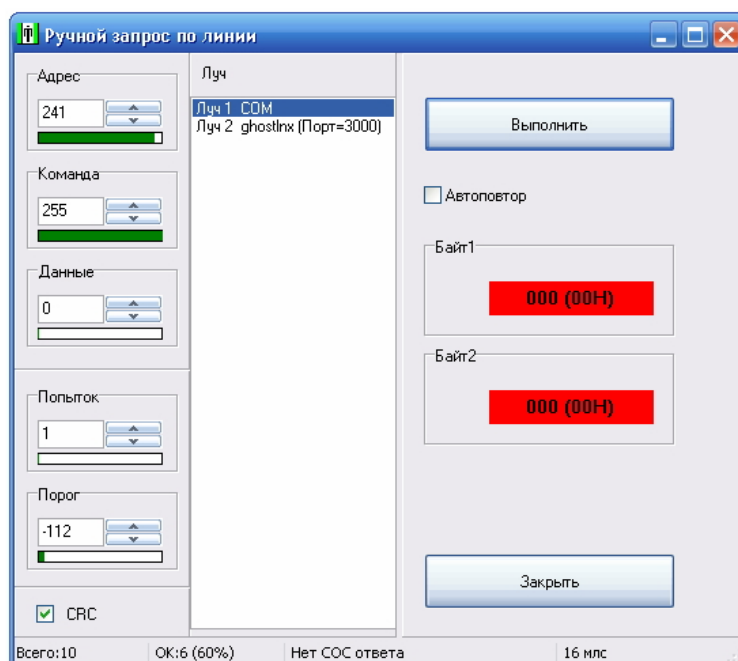 Ручной запрос по линии
Адрес
241
Команда
255
Данные
0
Попыток
1
Порог
-112
CRC
Луч
Луч 1 COM
Луч 2 ghostlnx (Порт=3000)
Выполнить
Автоповтор
Байт1
000 (00H)
Байт2
000 (00H)
Закрыть
Всего:10 OK:6 (60%) Нет СОС ответа 16 млс